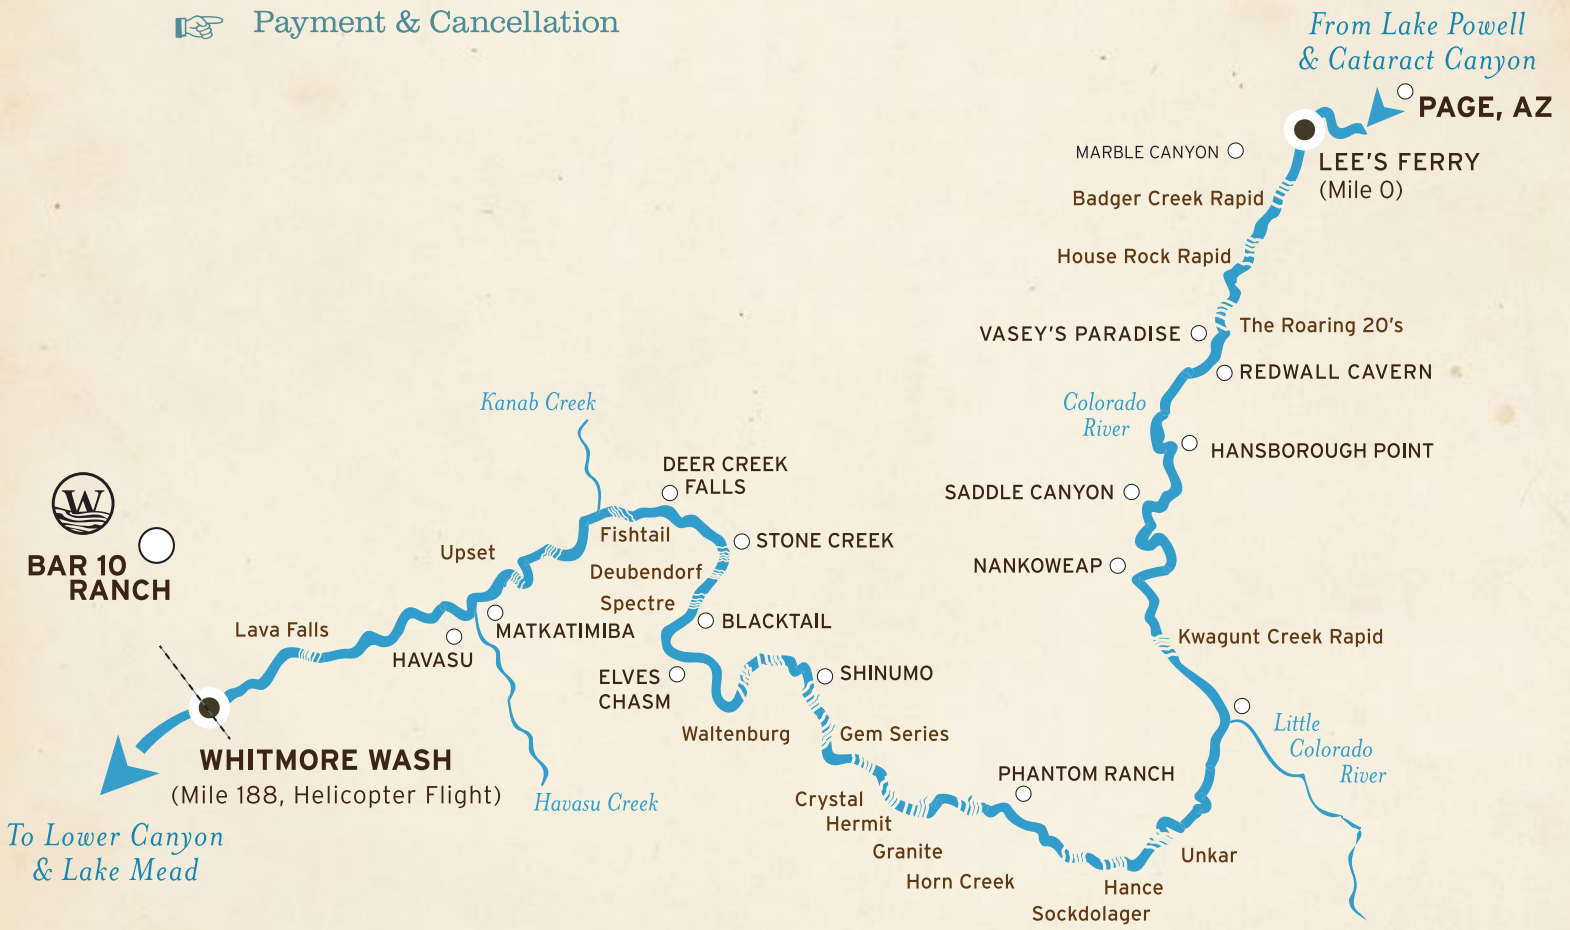 Payment & Cancellation
From Lake Powell
& Cataract Canyon
PAGE, AZ
MARBLE CANYON
LEE'S FERRY
(Mile 0)
Badger Creek Rapid
House Rock Rapid
The Roaring 20's
VASEY'S PARADISE
REDWALL CAVERN
Colorado
River
HANSBOROUGH POINT
SADDLE CANYON
NANKOWEAP
Kwagunt Creek Rapid
Little
Colorado
River
Unkar
Hance
Sockdolager
PHANTOM RANCH
Horn Creek
Granite
Hermit
Crystal
Gem Series
SHINUMO
Waltenburg
ELVES
CHASM
BLACKTAIL
Spectre
Deubendorf
STONE CREEK
DEER CREEK
FALLS
Fishtail
Kanab Creek
Upset
MATKATIMIBA
HAVASU
Havasu Creek
Lava Falls
W
BAR 10
RANCH
WHITMORE WASH
(Mile 188, Helicopter Flight)
To Lower Canyon
& Lake Mead